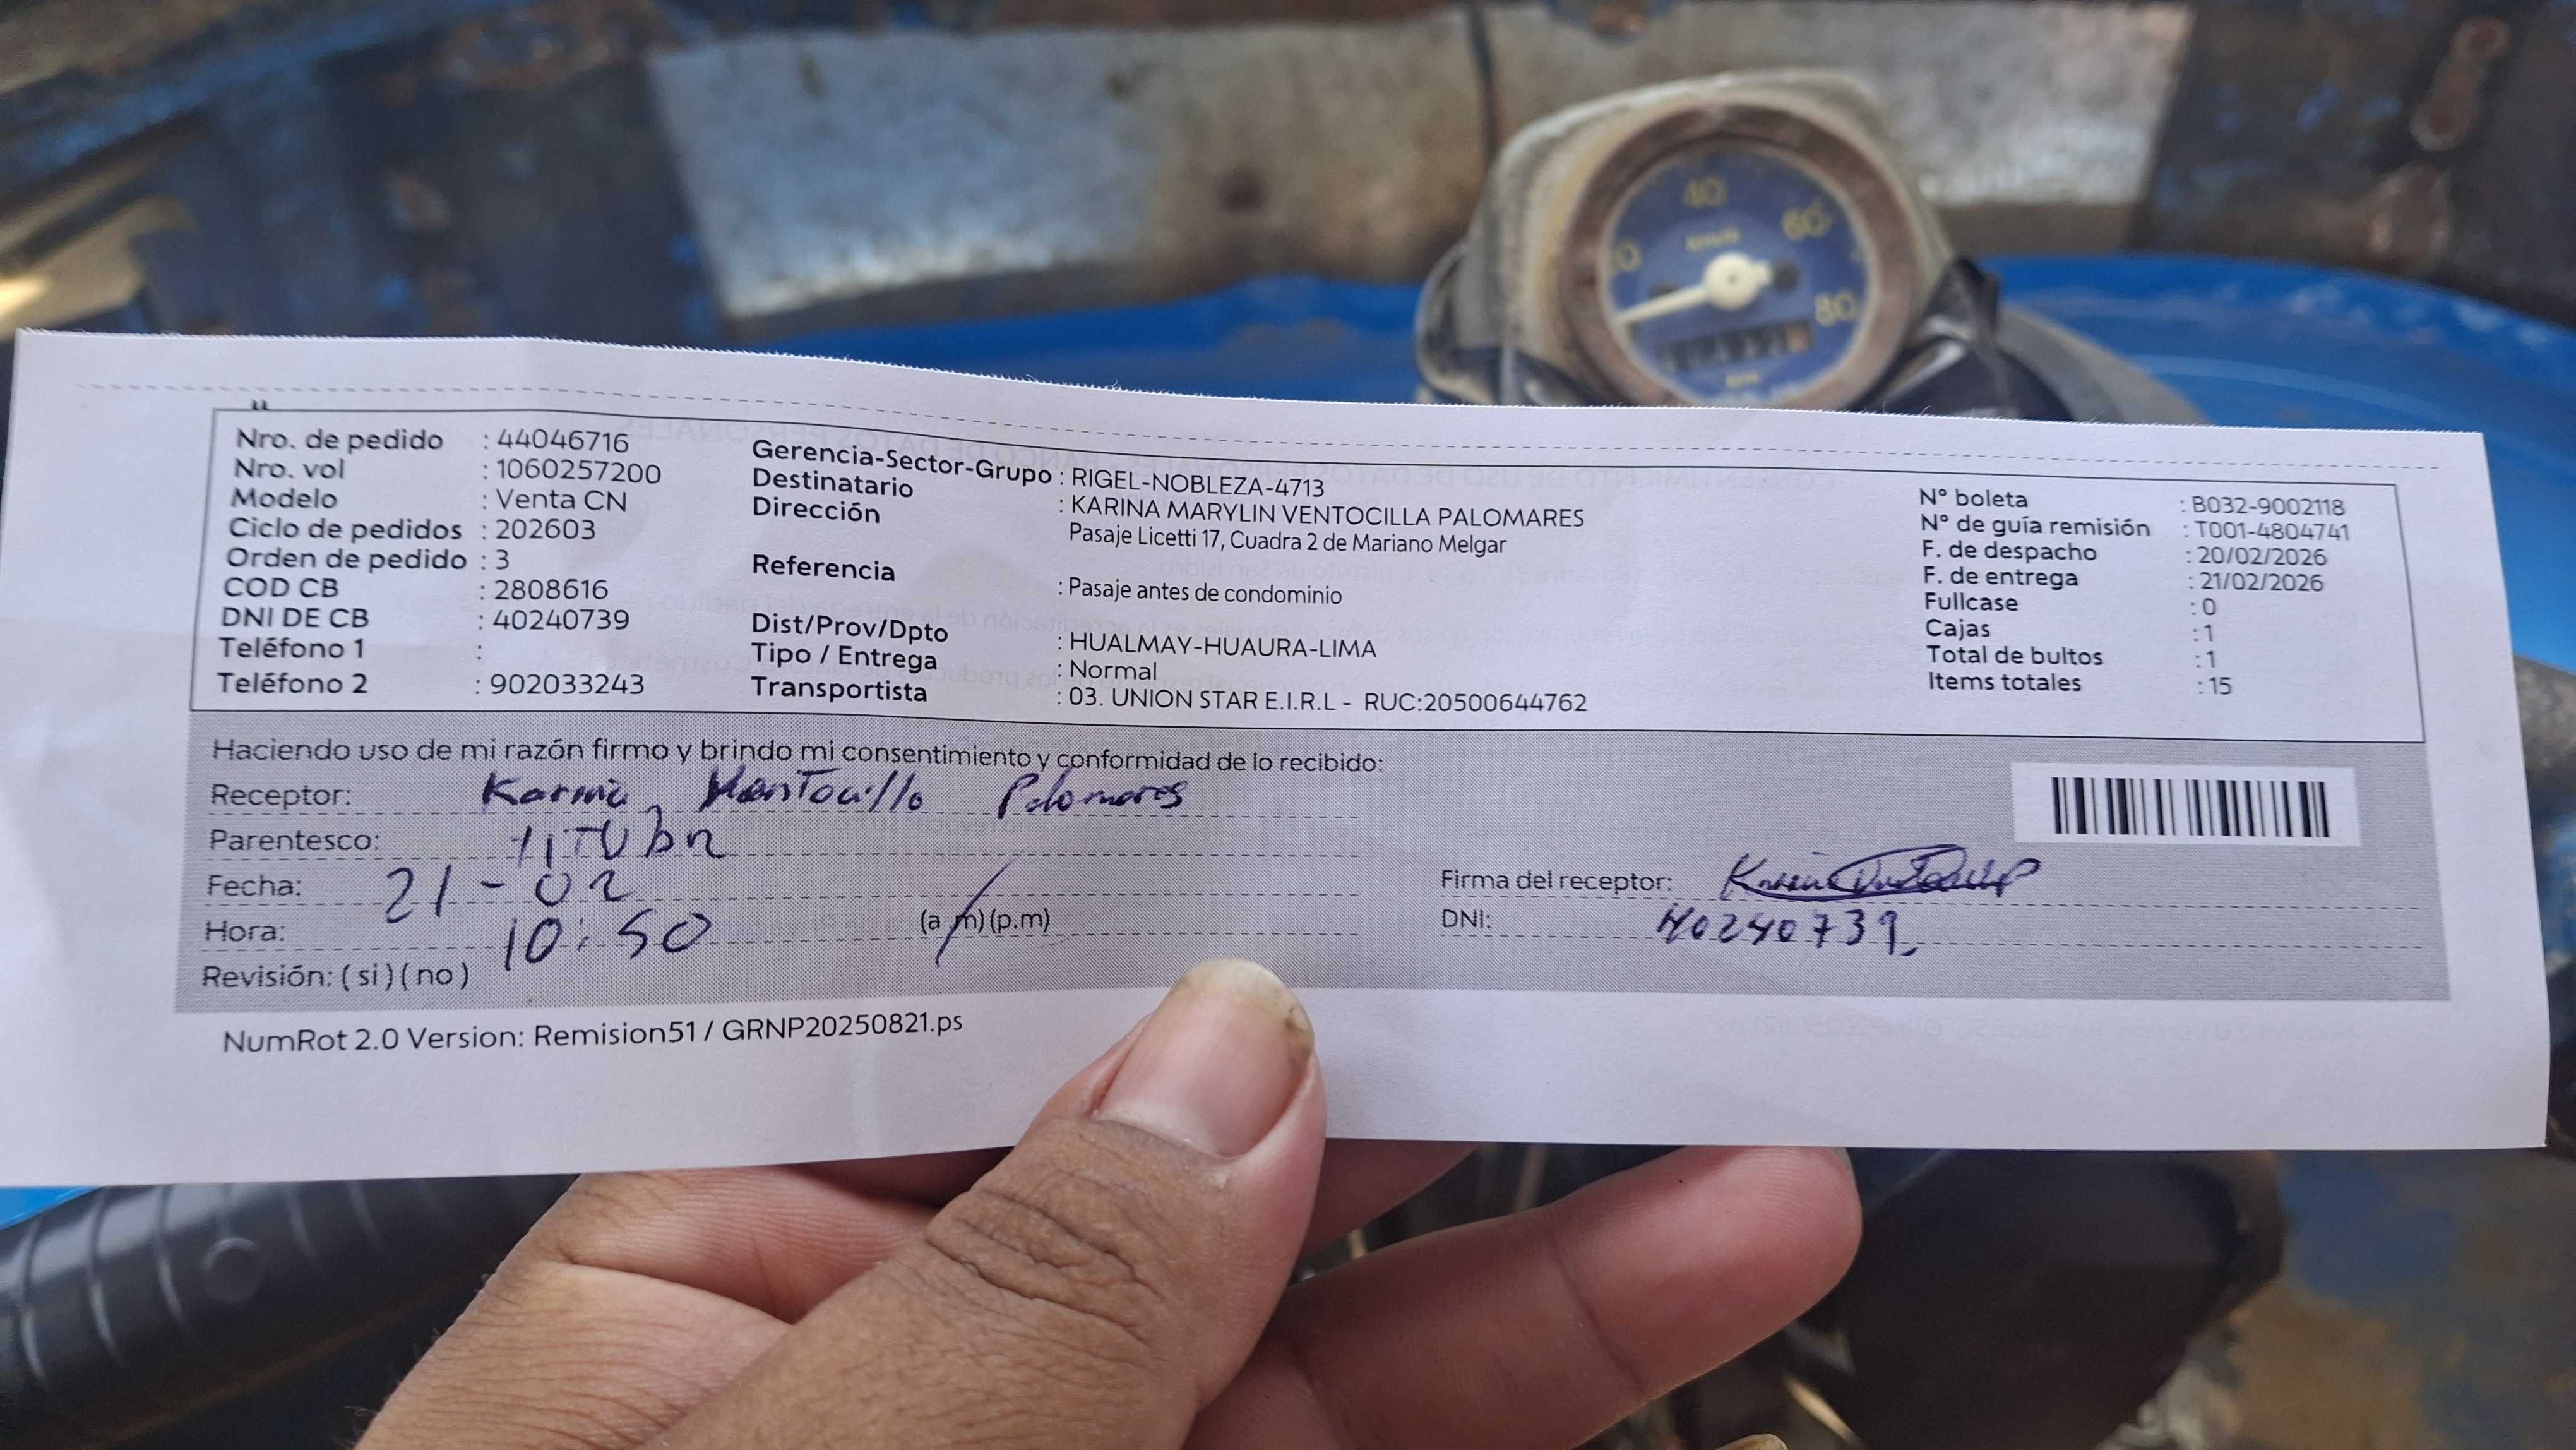 Nro. de pedido : 44046716
Nro. vol : 1060257200
Modelo : Venta CN
Ciclo de pedidos : 202603
Orden de pedido : 3
COD CB : 2808616
DNI DE CB : 40240739
Teléfono 1 :
Teléfono 2 : 902033243
Gerencia-Sector-Grupo : RIGEL-NOBLEZA-4713
Destinatario : KARINA MARYLIN VENTOCILLA PALOMARES
Dirección Pasaje Licetti 17, Cuadra 2 de Mariano Melgar
Referencia : Pasaje antes de condominio
Dist/Prov/Dpto : HUALMAY-HUAURA-LIMA
Tipo / Entrega : Normal
Transportista : 03. UNION STAR E.I.R.L - RUC:20500644762
N° boleta : B032-9002118
N° de guía remisión : T001-4804741
F. de despacho : 20/02/2026
F. de entrega : 21/02/2026
Fullcase : 0
Cajas : 1
Total de bultos : 1
Items totales : 15
Haciendo uso de mi razón firmo y brindo mi consentimiento y conformidad de lo recibido:
Receptor: Karina Palomares
Parentesco:
Fecha: 21-02
Hora: 10:50 (a.m)(p.m)
Revisión: (si)(no)
Firma del receptor:
DNI: 40240739
NumRot 2.0 Version: Remision51 / GRNP20250821.ps
40
60
80
km/h
km